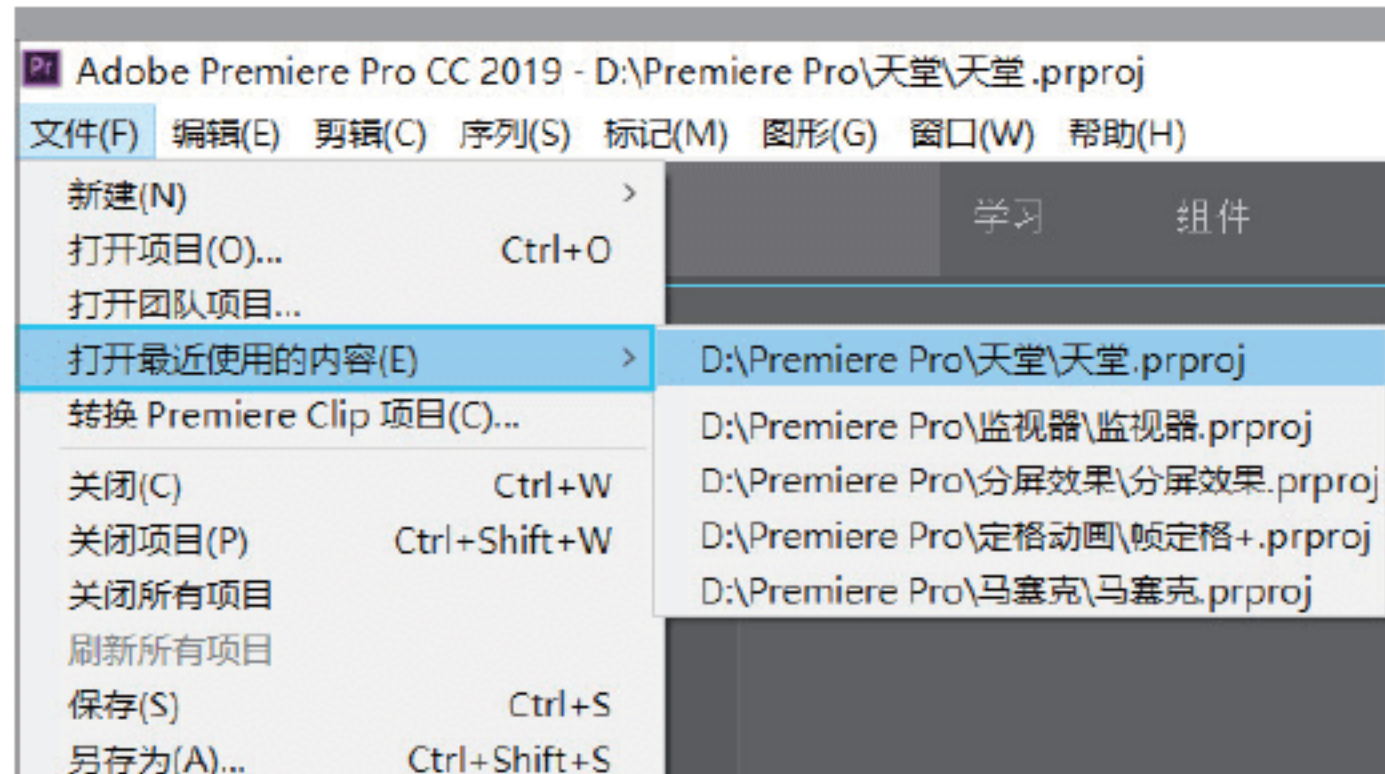 Pr Adobe Premiere Pro CC 2019 - D:\Premiere Pro\天堂\天堂.prproj
文件(F) 编辑(E) 剪辑(C) 序列(S) 标记(M) 图形(G) 窗口(W) 帮助(H)
学习 组件
新建(N) >
打开项目(O)... Ctrl+O
打开团队项目...
打开最近使用的内容(E) >
转换 Premiere Clip 项目(C)...
关闭(C) Ctrl+W
关闭项目(P) Ctrl+Shift+W
关闭所有项目
刷新所有项目
保存(S) Ctrl+S
另存为(A)... Ctrl+Shift+S
D:\Premiere Pro\天堂\天堂.prproj
D:\Premiere Pro\监视器\监视器.prproj
D:\Premiere Pro\分屏效果\分屏效果.prproj
D:\Premiere Pro\定格动画\帧定格+.prproj
D:\Premiere Pro\马塞克\马塞克.prproj